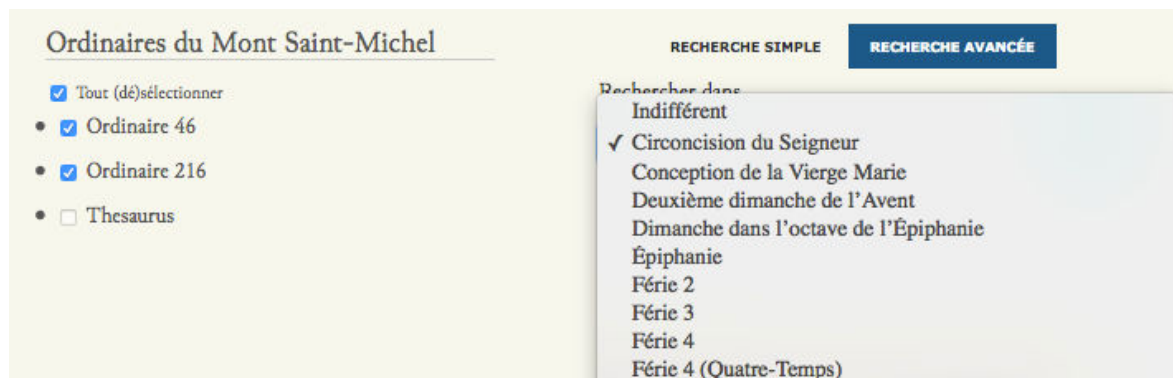 Ordinaires du Mont Saint-Michel
Tout (dé)sélectionner
Ordinaire 46
Ordinaire 216
Thesaurus
RECHERCHE SIMPLE
RECHERCHE AVANCÉE
Rechercher dans
Indifférent
✓ Circoncision du Seigneur
Conception de la Vierge Marie
Deuxième dimanche de l’Avent
Dimanche dans l’octave de l’Épiphanie
Épiphanie
Férie 2
Férie 3
Férie 4
Férie 4 (Quatre-Temps)